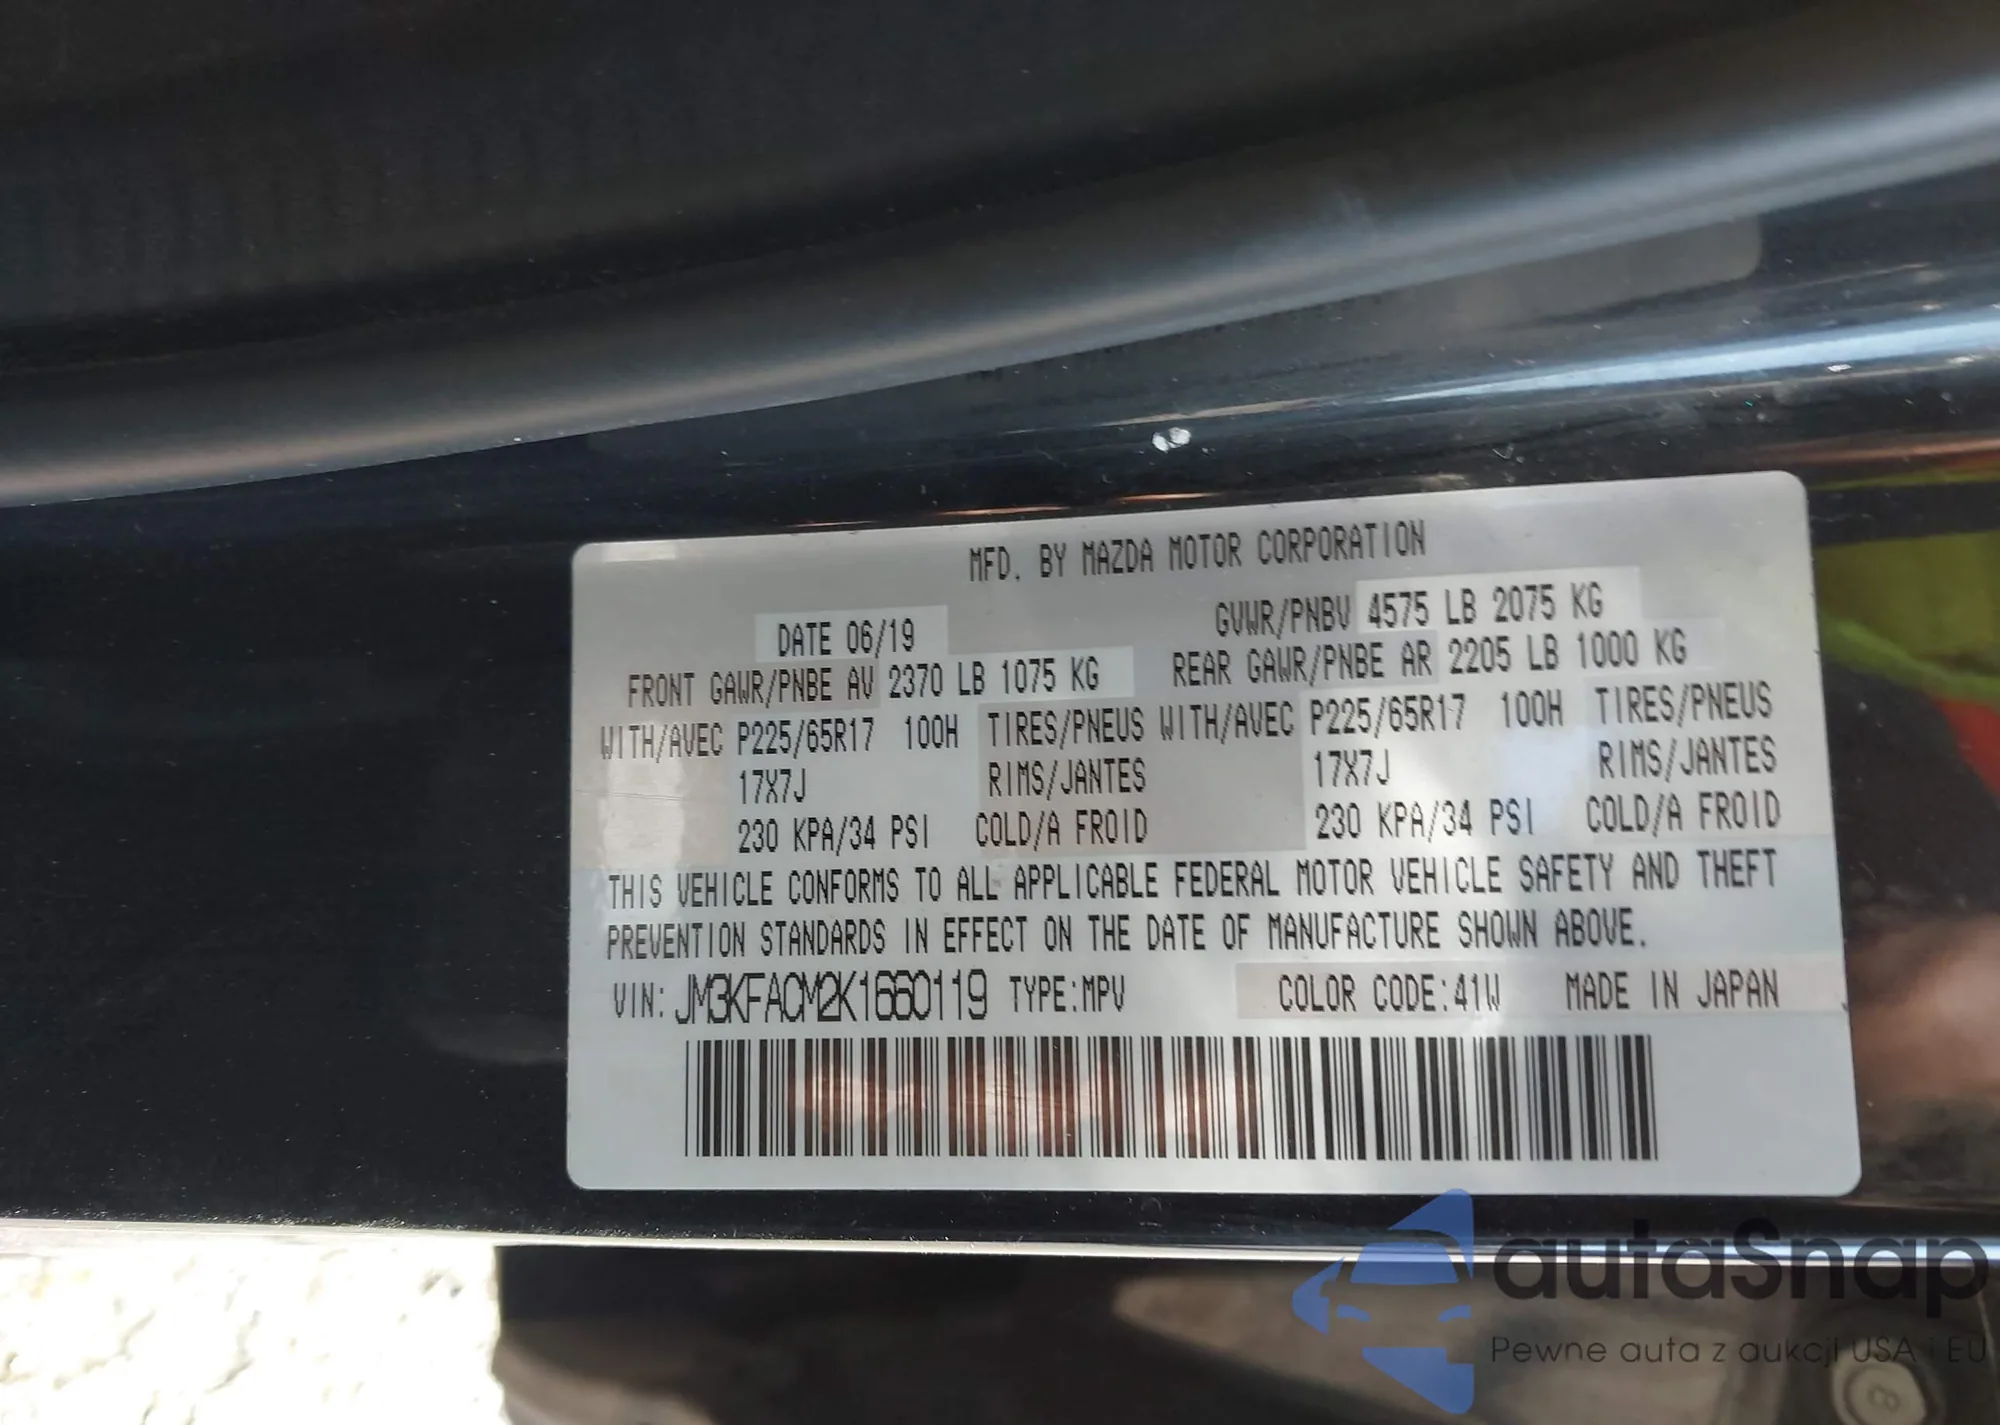 MFD. BY MAZDA MOTOR CORPORATION
DATE 06/19 GVWR/PNBV 4575 LB 2075 KG
FRONT GAWR/PNBE AV 2370 LB 1075 KG REAR GAWR/PNBE AR 2205 LB 1000 KG
WITH/AVEC P225/65R17 100H TIRES/PNEUS WITH/AVEC P225/65R17 100H TIRES/PNEUS
17X7J RIMS/JANTES 17X7J RIMS/JANTES
230 KPA/34 PSI COLD/A FROID 230 KPA/34 PSI COLD/A FROID
THIS VEHICLE CONFORMS TO ALL APPLICABLE FEDERAL MOTOR VEHICLE SAFETY AND THEFT
PREVENTION STANDARDS IN EFFECT ON THE DATE OF MANUFACTURE SHOWN ABOVE.
VIN: JM3KFACM2K1660119 TYPE:MPV COLOR CODE:41W MADE IN JAPAN
autaSnap
Pewne auta z aukcji USA i EU
8